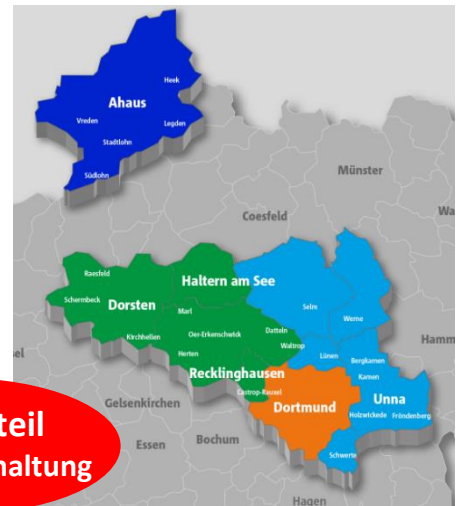 Heek
Ahaus
Vreden
Legden
Stadtlohn
Südlohn
Münster
Coesfeld
Wa
Raesfeld
Haltern am See
Schermbeck
Dorsten
Marl
Selm
Werne
Datteln
Oer-Erkenschwick
Kirchhellen
Waltrop
Hamm
sel
Herten
Lünen
Bergkamen
Recklinghausen
Kamen
Castrop-Rauxel
Unna
Gelsenkirchen
Dortmund
Holzwickede
Fröndenberg
teil
Essen
Bochum
Schwerte
haltung
Hagen